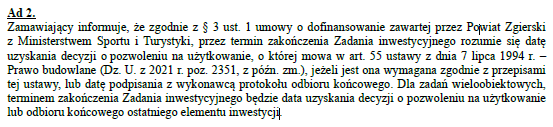 Ad 2.
Zamawiający informuje, że zgodnie z § 3 ust. 1 umowy o dofinansowanie zawartej przez Powiat Zgierski
z Ministerstwem Sportu i Turystyki, przez termin zakończenia Zadania inwestycyjnego rozumie się datę
uzyskania decyzji o pozwoleniu na użytkowanie, o której mowa w art. 55 ustawy z dnia 7 lipca 1994 r. –
Prawo budowlane (Dz. U. z 2021 r. poz. 2351, z późn. zm.), jeżeli jest ona wymagana zgodnie z przepisami
tej ustawy, lub datę podpisania z wykonawcą protokołu odbioru końcowego. Dla zadań wieloobiektowych,
terminem zakończenia Zadania inwestycyjnego będzie data uzyskania decyzji o pozwoleniu na użytkowanie
lub odbioru końcowego ostatniego elementu inwestycji